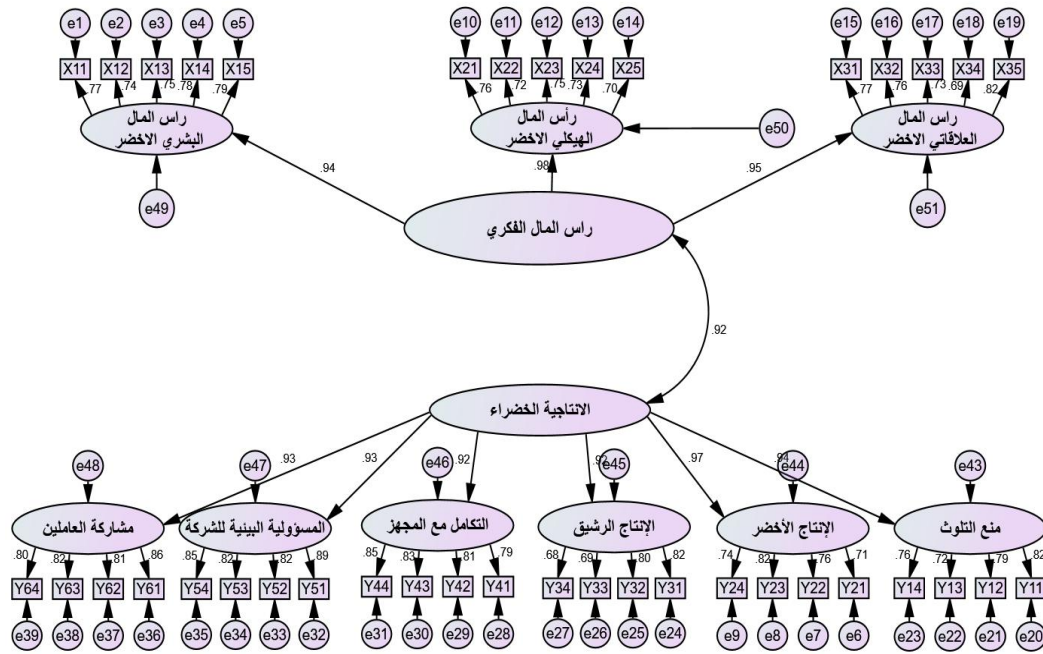 e1 e2 e3 e4 e5 e10 e11 e12 e13 e14 e15 e16 e17 e18 e19
X11 X12 X13 X14 X15 X21 X22 X23 X24 X25 X31 X32 X33 X34 X35
.77 .74 .75 .78 .79 .76 .72 .75 .73 .70 .77 .76 .73 .69 .82
راس المال
البشري الاخضر
رأس المال
الهيكلي الاخضر
راس المال
العلاقاتي الاخضر
e50
.94 .98 .95
e49 e51
راس المال الفكري
.92
الانتاجية الخضراء
.93 .93 .92 .92 .97 .94
e48 e47 e46 e45 e44 e43
مشاركة العاملين
المسؤولية البيئية للشركة
التكامل مع المجهز
الإنتاج الرشيق
الإنتاج الأخضر
منع التلوث
.80 .82 .81 .86 .85 .82 .82 .89 .85 .83 .81 .79 .68 .69 .80 .82 .74 .82 .76 .71 .76 .72 .79 .82
Y64 Y63 Y62 Y61 Y54 Y53 Y52 Y51 Y44 Y43 Y42 Y41 Y34 Y33 Y32 Y31 Y24 Y23 Y22 Y21 Y14 Y13 Y12 Y11
e39 e38 e37 e36 e35 e34 e33 e32 e31 e30 e29 e28 e27 e26 e25 e24 e9 e8 e7 e6 e23 e22 e21 e20